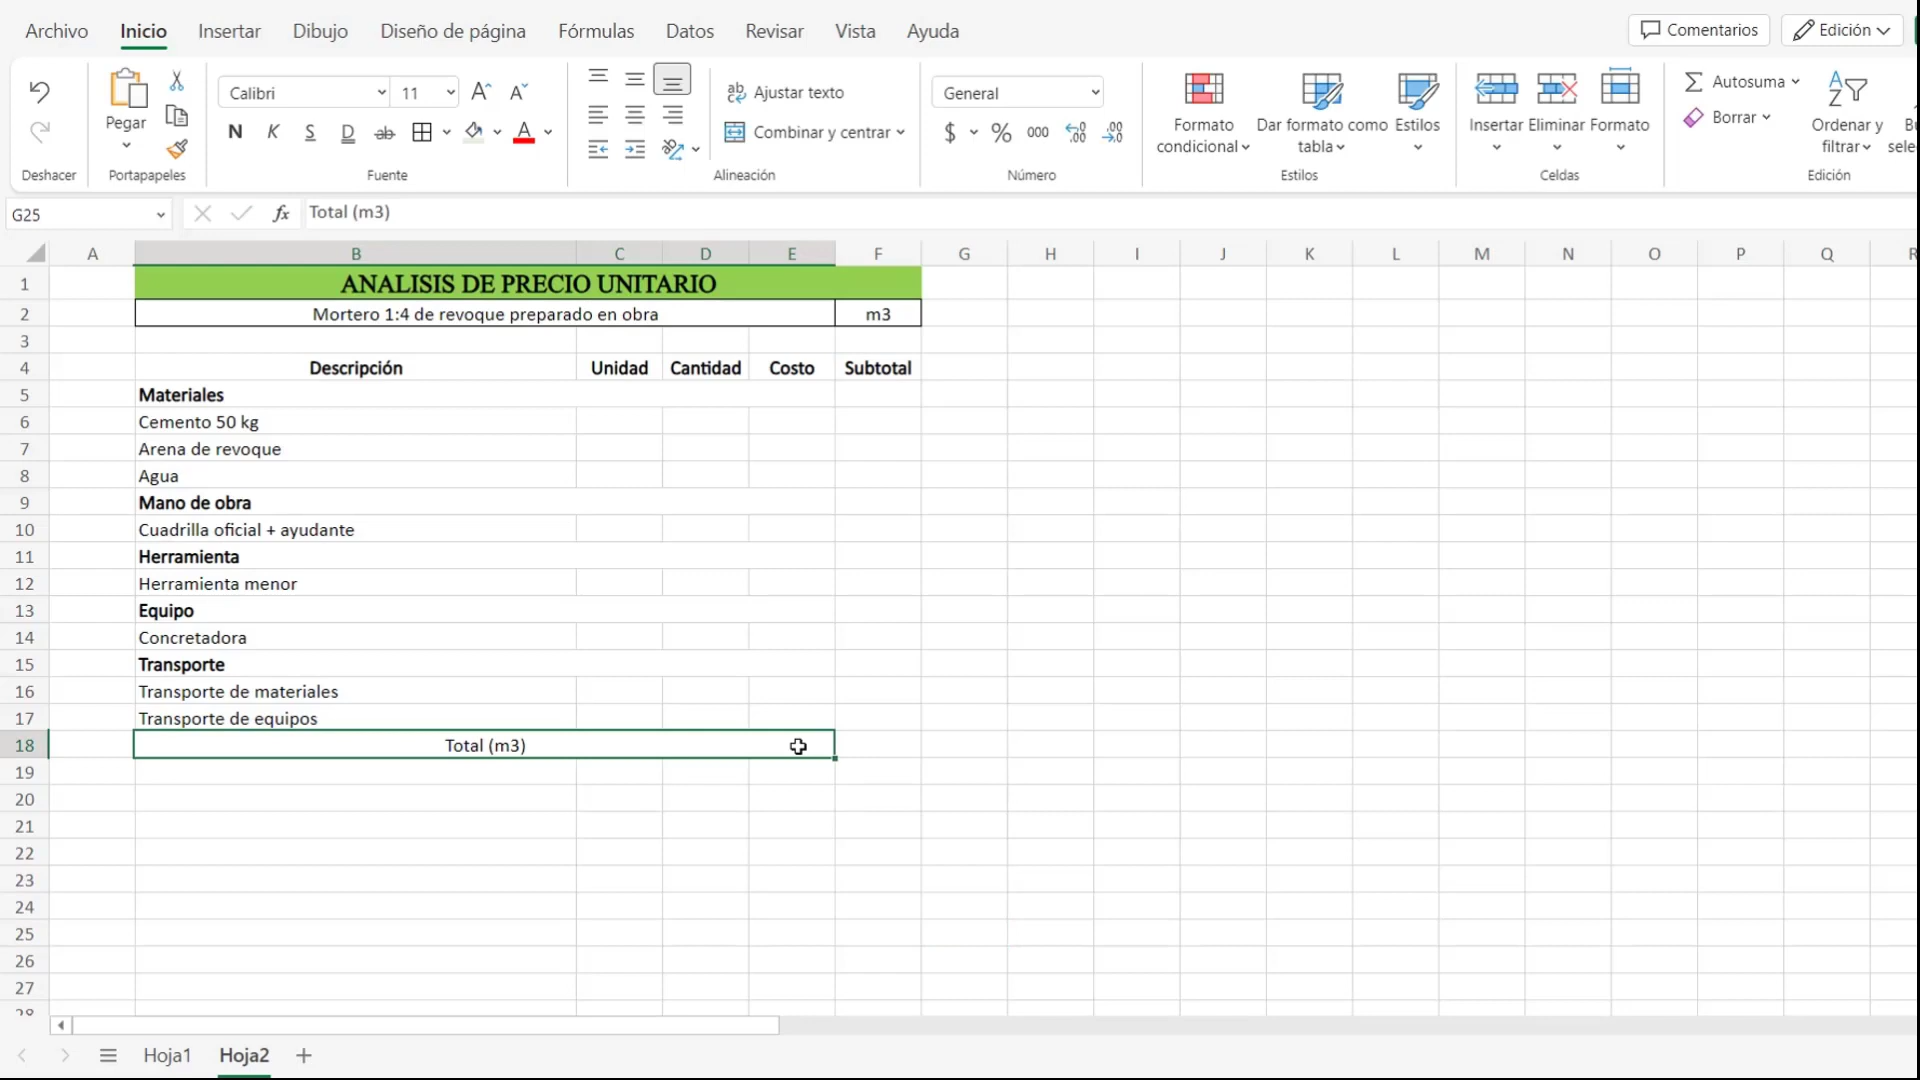 Archivo Inicio Insertar Dibujo Diseño de página Fórmulas Datos Revisar Vista Ayuda Comentarios Edición
Pegar Calibri 11 N K S D ab A Ajustar texto Combinar y centrar General $ % 000 Formato condicional Dar formato como tabla Estilos Insertar Eliminar Formato Autosuma Borrar Ordenar y filtrar
Deshacer Portapapeles Fuente Alineación Número Estilos Celdas Edición
G25 fx Total (m3)
A B C D E F G H I J K L M N O P Q R
1 ANALISIS DE PRECIO UNITARIO
2 Mortero 1:4 de revoque preparado en obra m3
3
4 Descripción Unidad Cantidad Costo Subtotal
5 Materiales
6 Cemento 50 kg
7 Arena de revoque
8 Agua
9 Mano de obra
10 Cuadrilla oficial + ayudante
11 Herramienta
12 Herramienta menor
13 Equipo
14 Concretadora
15 Transporte
16 Transporte de materiales
17 Transporte de equipos
18 Total (m3)
19
20
21
22
23
24
25
26
27
28
Hoja1 Hoja2